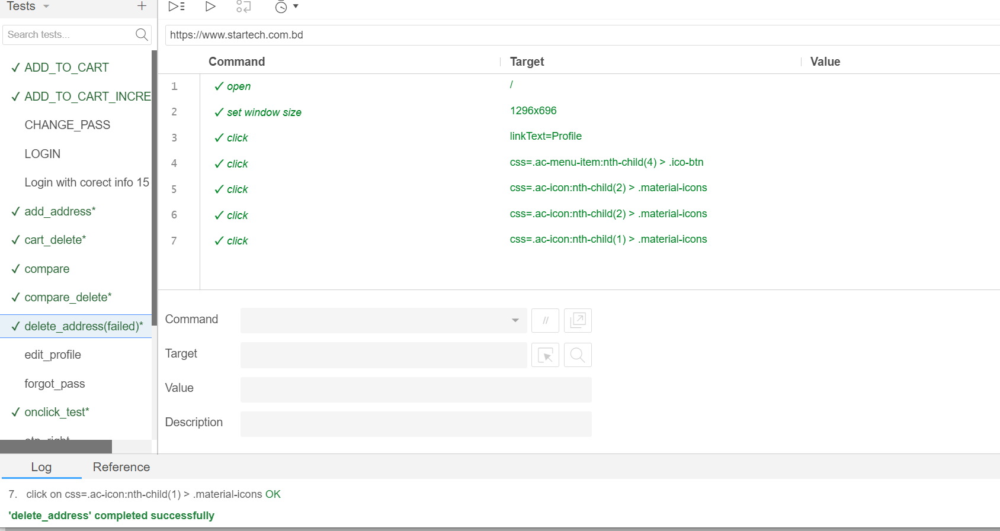 Tests
Search tests...
https://www.startech.com.bd
ADD_TO_CART
ADD_TO_CART_INCRE
CHANGE_PASS
LOGIN
Login with corect info 15
add_address*
cart_delete*
compare
compare_delete*
delete_address(failed)*
edit_profile
forgot_pass
onclick_test*
Command Target Value
1 open /
2 set window size 1296x696
3 click linkText=Profile
4 click css=.ac-menu-item:nth-child(4) > .ico-btn
5 click css=.ac-icon:nth-child(2) > .material-icons
6 click css=.ac-icon:nth-child(2) > .material-icons
7 click css=.ac-icon:nth-child(1) > .material-icons
Command //
Target
Value
Description
Log Reference
7. click on css=.ac-icon:nth-child(1) > .material-icons OK
'delete_address' completed successfully